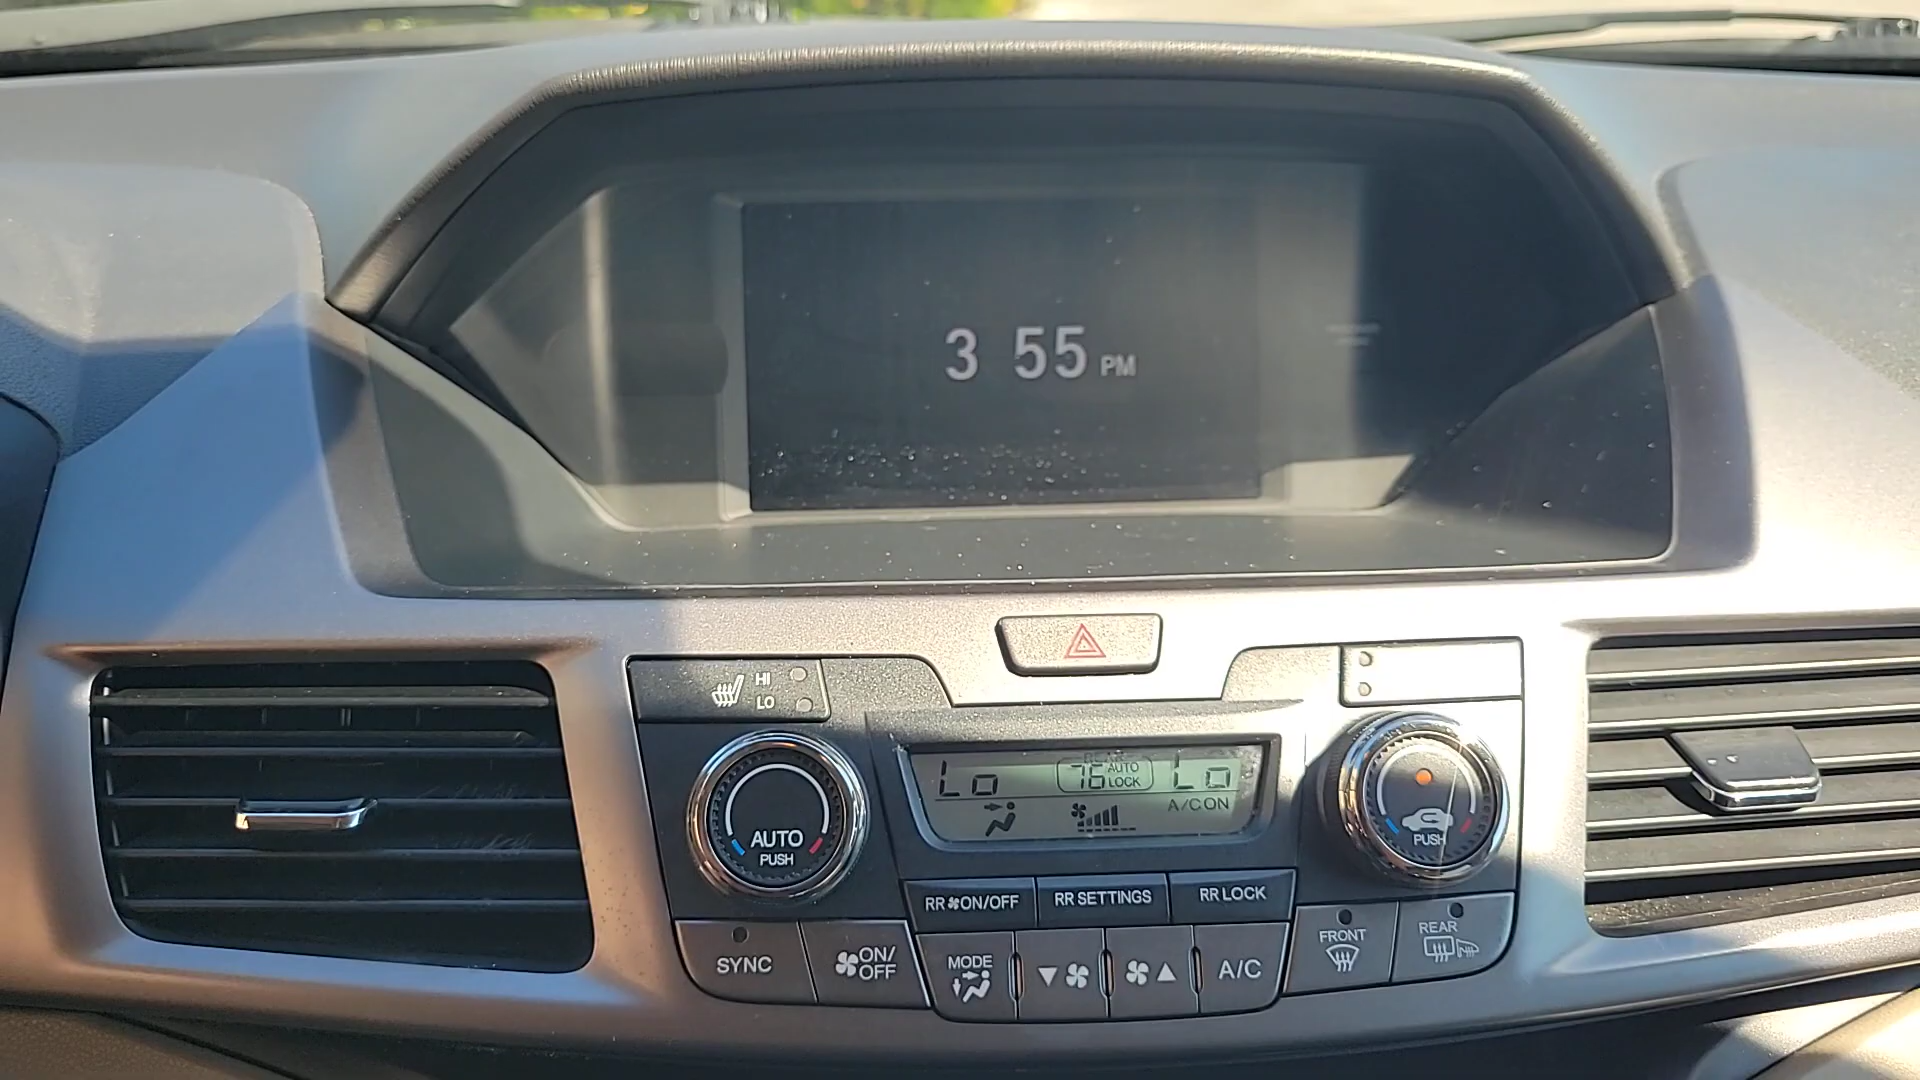 3 55 PM
HI
LO
Lo
76 AUTO
LOCK
Lo
A/C ON
AUTO
PUSH
PUSH
RR ON/OFF
RR SETTINGS
RR LOCK
SYNC
ON/
OFF
MODE
A/C
FRONT
REAR